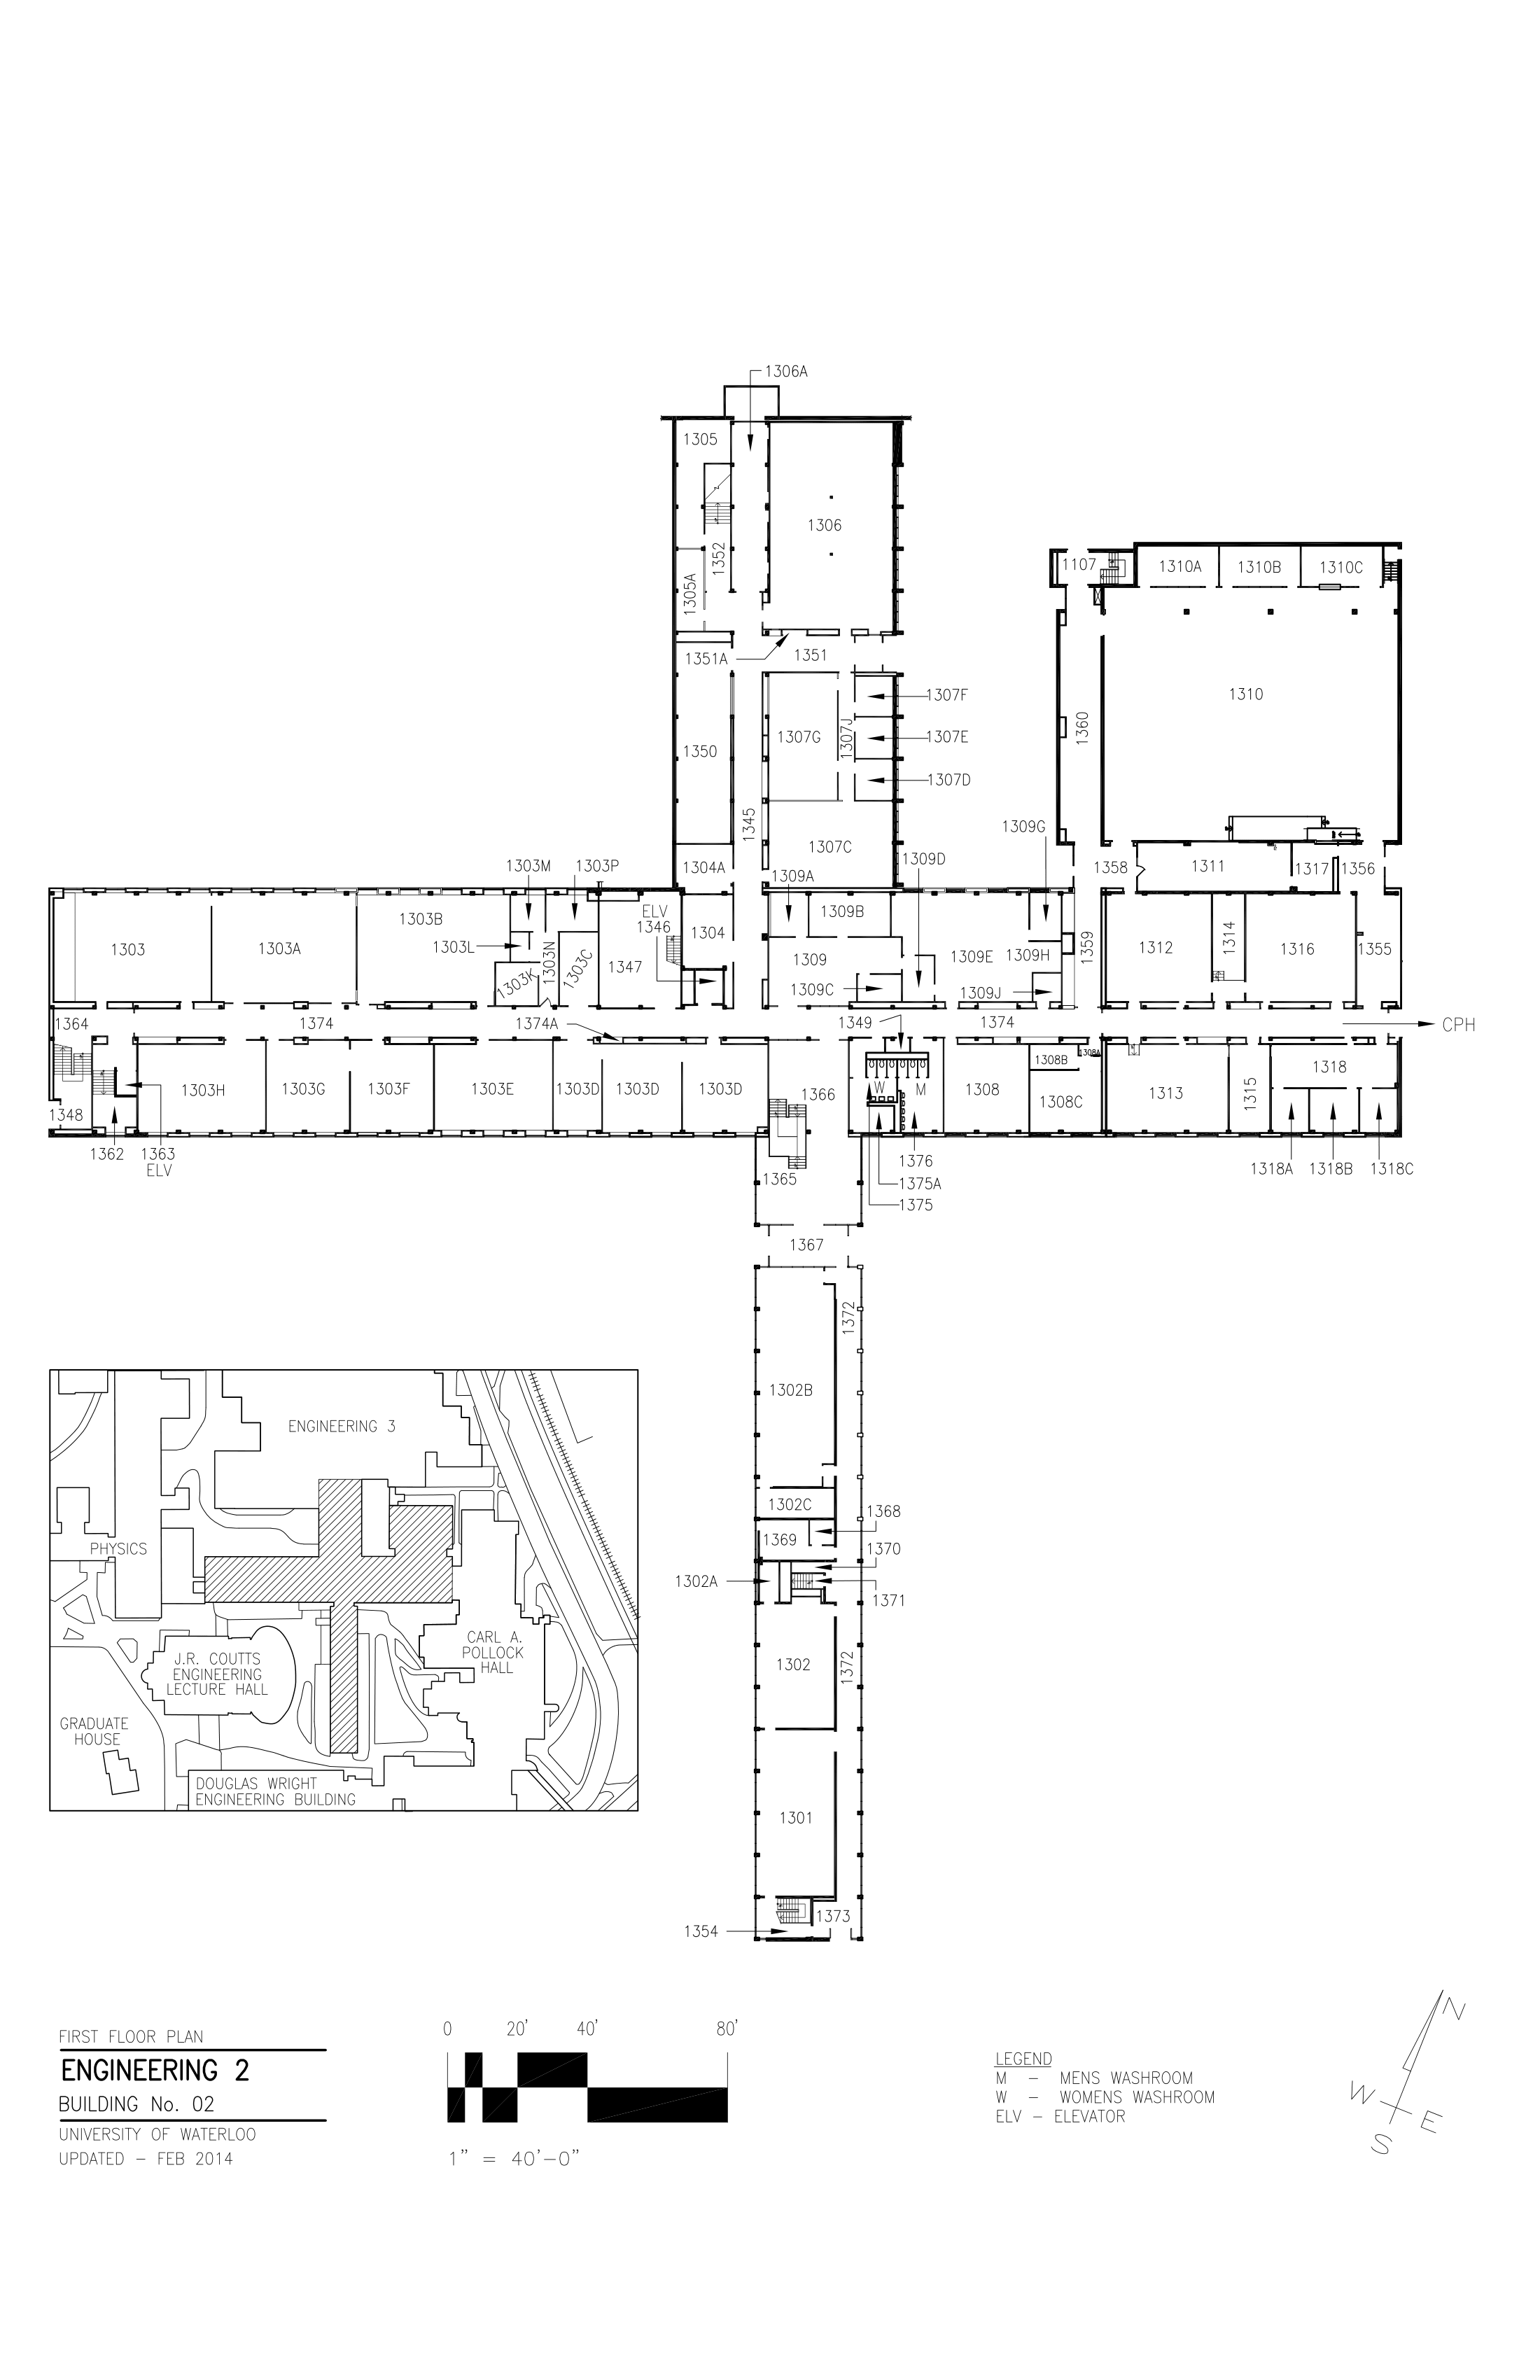 1306A
1305
1306
1352
1305A
1351A
1351
1107
1310A
1310B
1310C
1310
1360
1307F
1307G
1307J
1307E
1350
1307D
1345
1309G
1307C
1309D
1304A
1309A
1358
1311
1317
1356
1303M
1303P
ELV
1346
1303
1303A
1303B
1303L
1303K
1303N
1303C
1347
1304
1309B
1309
1309C
1309E
1309H
1309J
1359
1312
1314
1316
1355
1364
1374
1374A
1349
1374
CPH
1303H
1303G
1303F
1303E
1303D
1303D
1303D
1366
W
M
1308
1308B
1308A
1308C
1313
1315
1318
1348
1362
1363
ELV
1365
1376
1375A
1375
1318A
1318B
1318C
1367
1372
1302B
1302C
1368
1369
1370
1302A
1371
1302
1372
1301
1354
1373
ENGINEERING 3
PHYSICS
CARL A.
POLLOCK
HALL
J.R. COUTTS
ENGINEERING
LECTURE HALL
GRADUATE
HOUSE
DOUGLAS WRIGHT
ENGINEERING BUILDING
FIRST FLOOR PLAN
ENGINEERING 2
BUILDING No. 02
UNIVERSITY OF WATERLOO
UPDATED - FEB 2014
0 20' 40' 80'
1" = 40'-0"
LEGEND
M - MENS WASHROOM
W - WOMENS WASHROOM
ELV - ELEVATOR
N
W
E
S